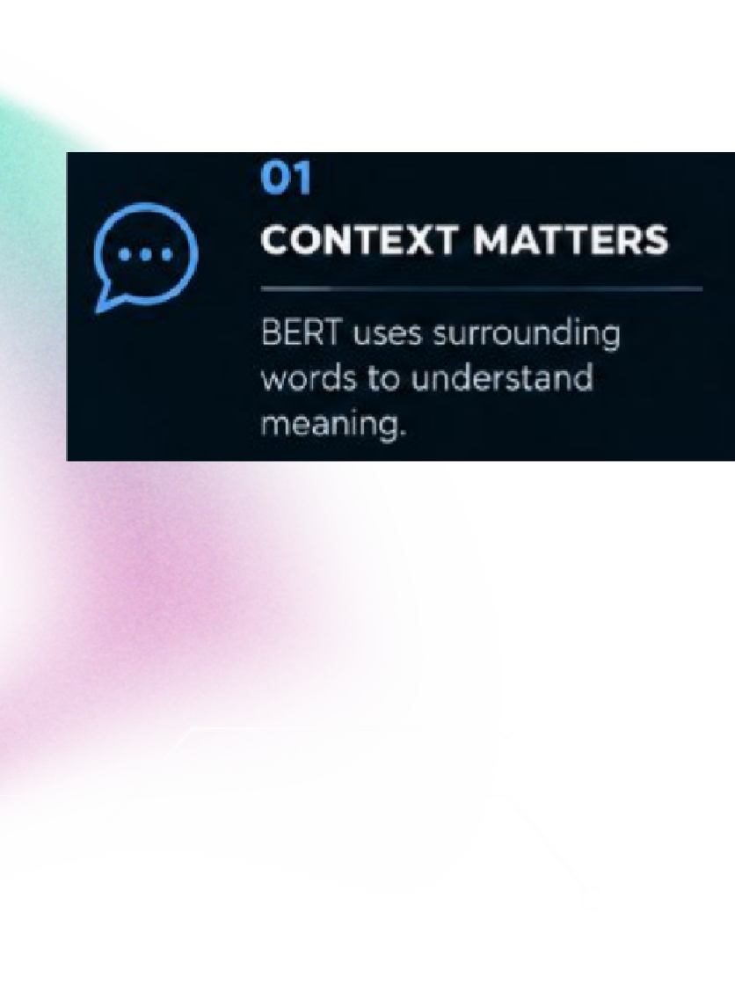 01
CONTEXT MATTERS
BERT uses surrounding
words to understand
meaning.